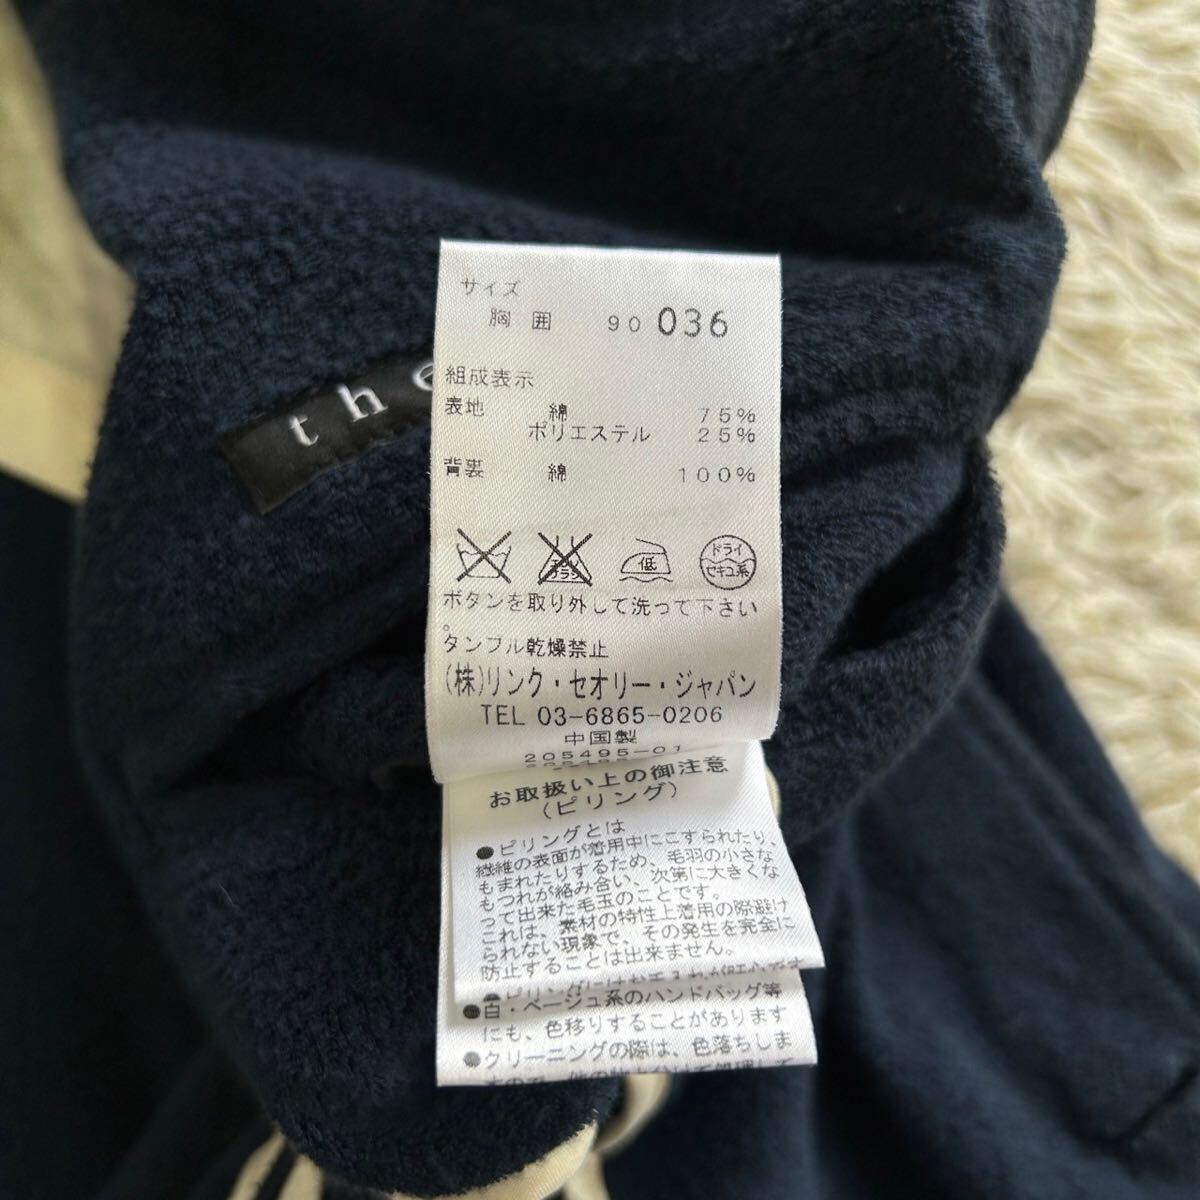 the
サイズ
胸囲 90 036
組成表示
表地 綿 75%
ポリエステル 25%
背裏 綿 100%
エンソ
サラシ
低
ドライ
セキユ系
ボタンを取り外して洗って下さい
。
タンブル乾燥禁止
(株)リンク・セオリー・ジャパン
TEL 03-6865-0206
中国製
205495-01
お取扱い上の御注意
(ピリング)
●ピリングとは
繊維の表面が着用中にこすられたり、
もまれたりするため、毛羽の小さな
もつれが絡み合い、次第に大きくな
って出来た毛玉のことです。
これは、素材の特性上着用の際避け
られない現象で、その発生を完全に
防止することは出来ません。
●白・ベージュ系のハンドバッグ等
にも、色移りすることがあります
●クリーニングの際は、色落ちしま